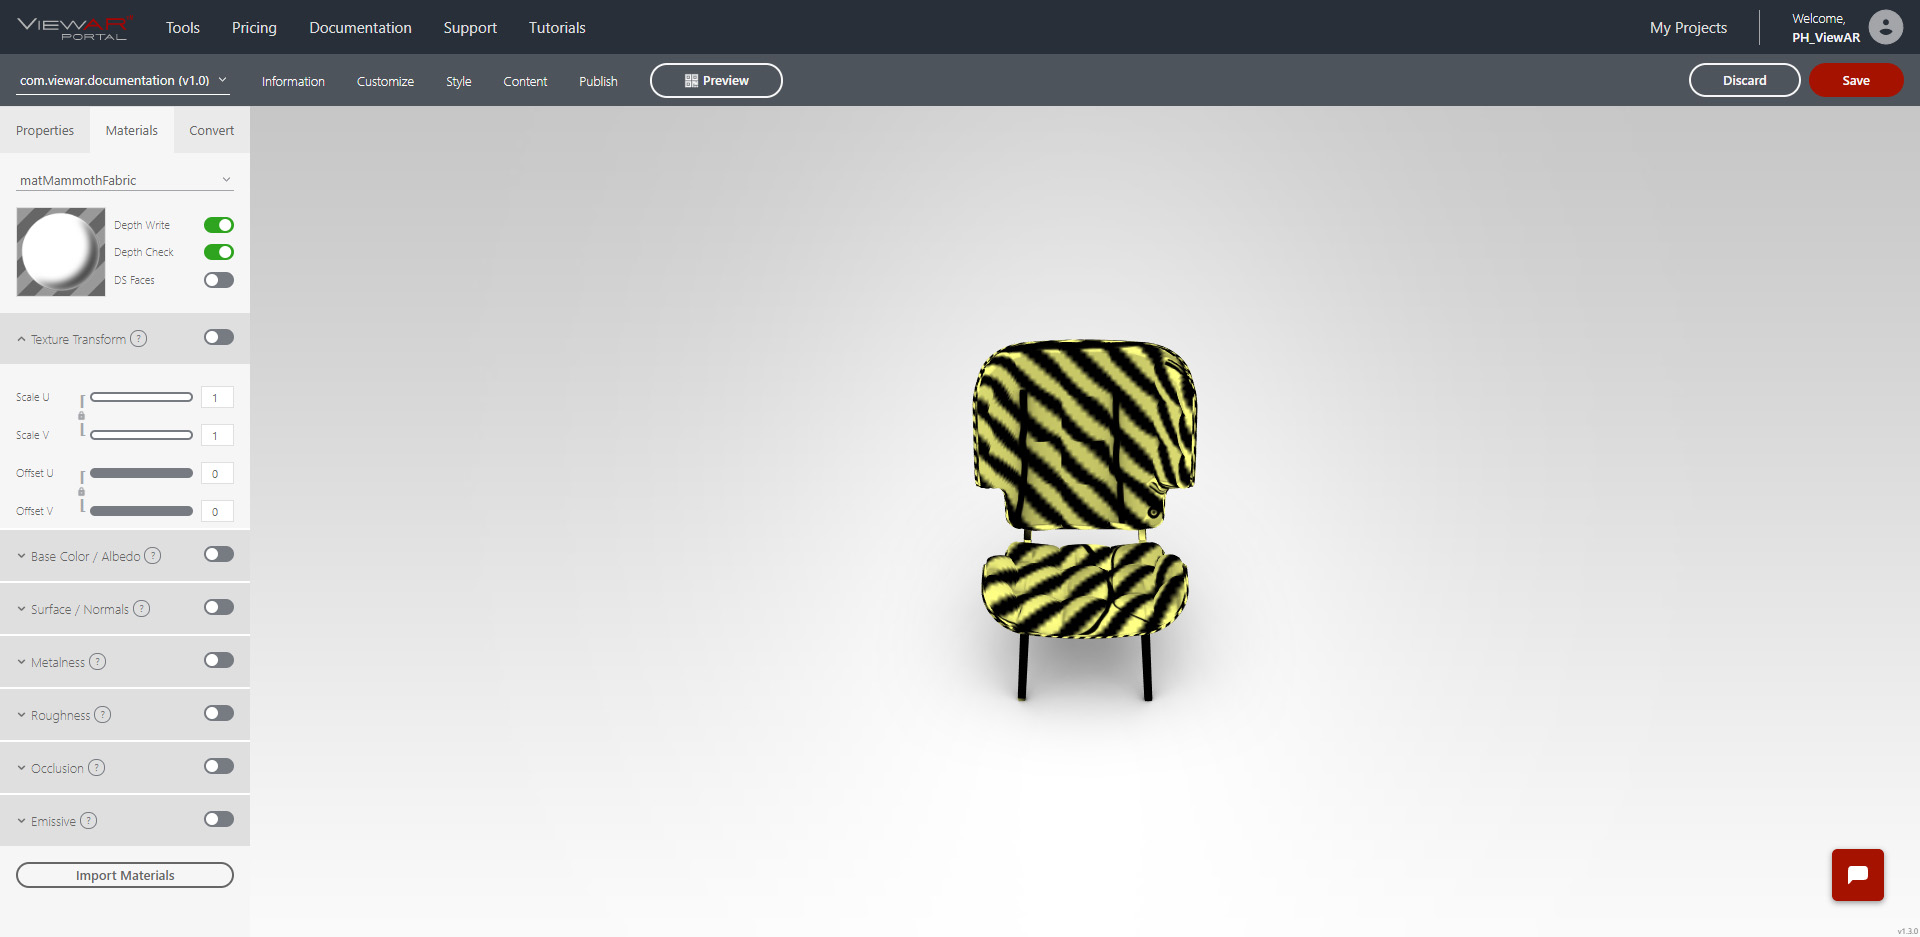 VIEWAR
PORTAL
Tools
Pricing
Documentation
Support
Tutorials
My Projects
Welcome,
PH_ViewAR
com.viewar.documentation (v1.0)
Information
Customize
Style
Content
Publish
Preview
Discard
Save
Properties
Materials
Convert
matMammothFabric
Depth Write
Depth Check
DS Faces
Texture Transform ?
Scale U
1
Scale V
1
Offset U
0
Offset V
0
Base Color / Albedo ?
Surface / Normals ?
Metalness ?
Roughness ?
Occlusion ?
Emissive ?
Import Materials
v1.3.0